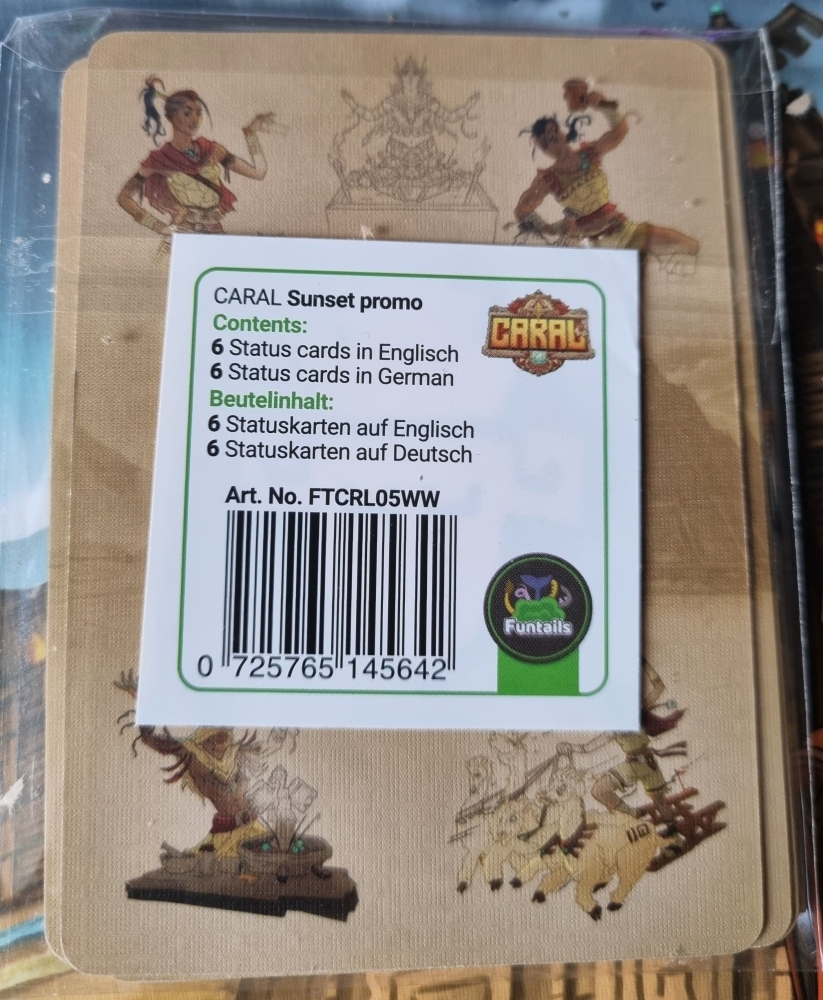 CARAL Sunset promo
CARAL
Contents:
6 Status cards in Englisch
6 Status cards in German
Beutelinhalt:
6 Statuskarten auf Englisch
6 Statuskarten auf Deutsch
Art. No. FTCRL05WW
Funtails
0 725765 145642